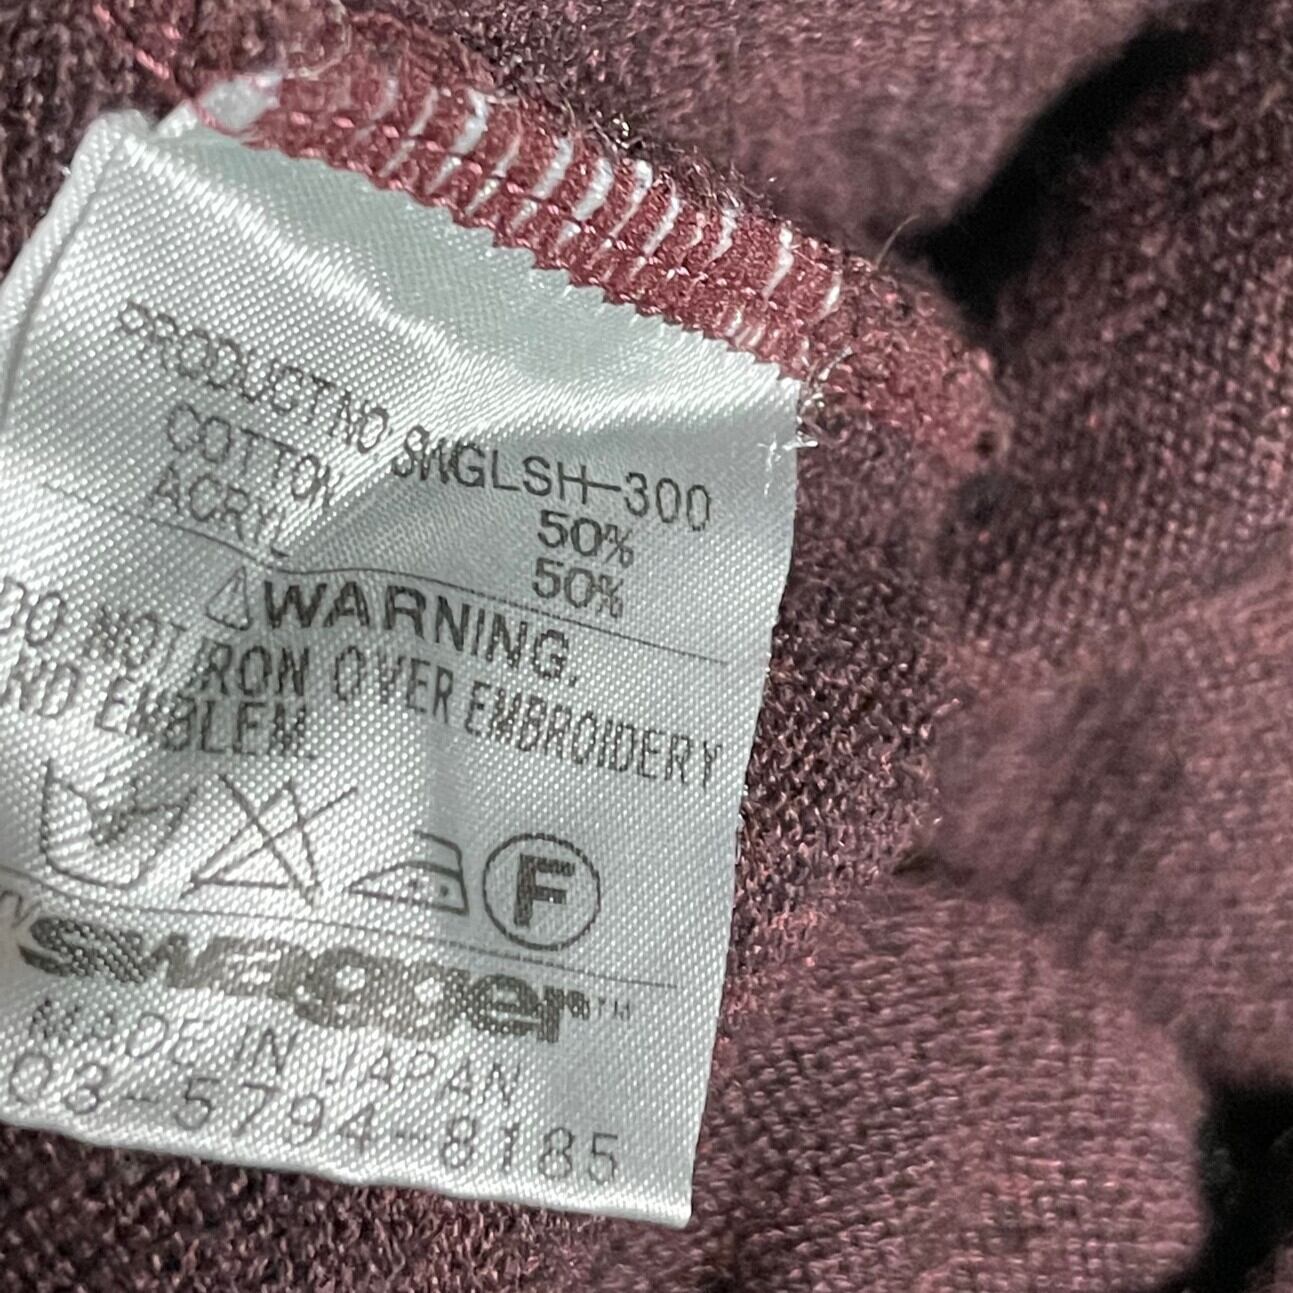 PRODUCT NO SWGLSH-300
COTTON 50%
ACRYL 50%
WARNING.
DO NOT IRON OVER EMBROIDERY
AND EMBLEM.
F
swagger™
MADE IN JAPAN
03-5794-8185